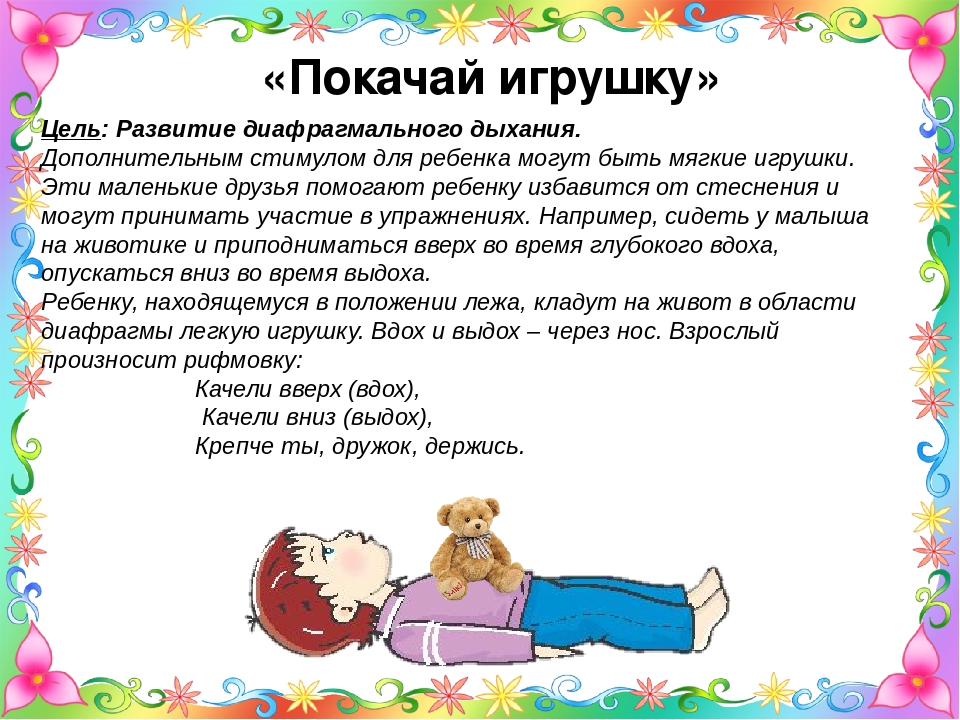 «Покачай игрушку»
Цель: Развитие диафрагмального дыхания.
Дополнительным стимулом для ребенка могут быть мягкие игрушки.
Эти маленькие друзья помогают ребенку избавится от стеснения и
могут принимать участие в упражнениях. Например, сидеть у малыша
на животике и приподниматься вверх во время глубокого вдоха,
опускаться вниз во время выдоха.
Ребенку, находящемуся в положении лежа, кладут на живот в области
диафрагмы легкую игрушку. Вдох и выдох – через нос. Взрослый
произносит рифмовку:
Качели вверх (вдох),
Качели вниз (выдох),
Крепче ты, дружок, держись.